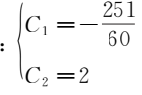 : { C₁ = −251/60
C₂ = 2